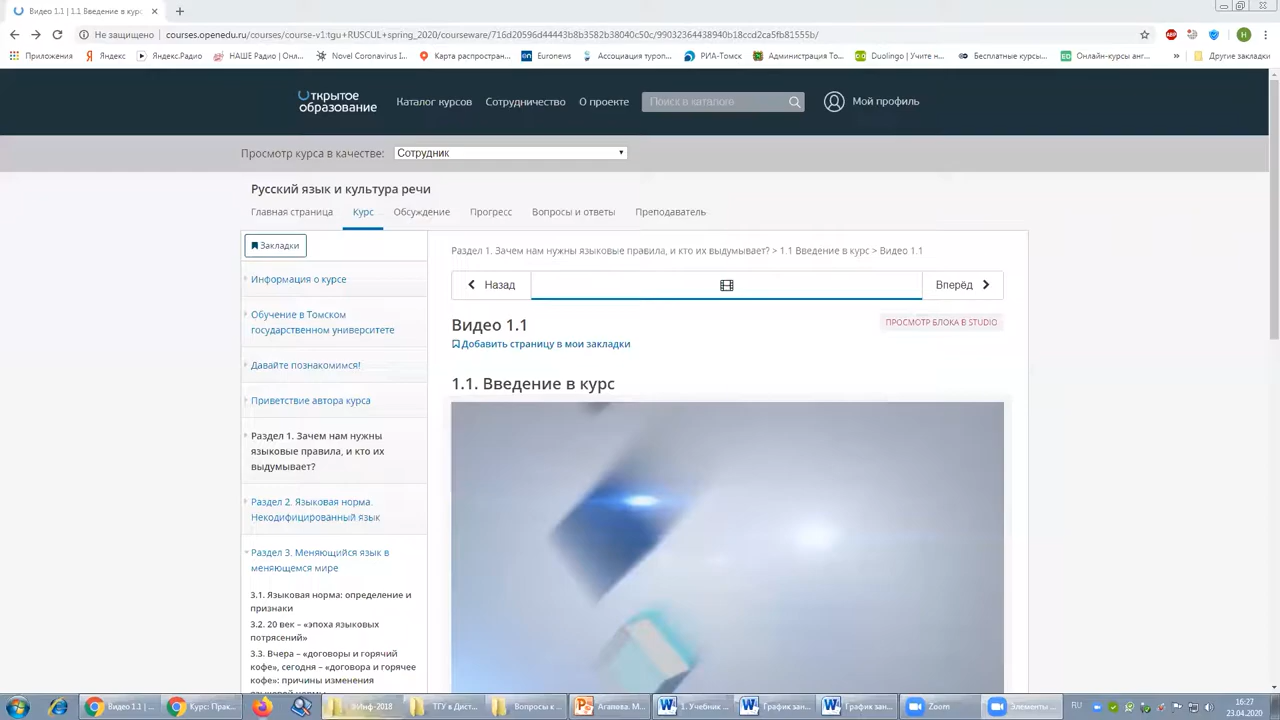 Видео 1.1 | 1.1 Введение в кур
Не защищено
courses.openedu.ru/courses/course-v1:tgu+RUSCUL+spring_2020/courseware/716d20596d44443b8b3582b38040c50c/99032364438940b18ccd2ca5fb81555b/
Приложения Яндекс Яндекс.Радио НАШЕ Радио | Онл... Novel Coronavirus I... Карта распростран... Euronews Ассоциация туроп... РИА-Томск Администрация То... Duolingo | Учите н... Бесплатные курсы... Онлайн-курсы анг... » Другие закладки
Открытое
образование
Каталог курсов Сотрудничество О проекте Поиск в каталоге Мой профиль
Просмотр курса в качестве: Сотрудник
Русский язык и культура речи
Главная страница Курс Обсуждение Прогресс Вопросы и ответы Преподаватель
Закладки
Информация о курсе
Обучение в Томском
государственном университете
Давайте познакомимся!
Приветствие автора курса
Раздел 1. Зачем нам нужны
языковые правила, и кто их
выдумывает?
Раздел 2. Языковая норма.
Некодифицированный язык
Раздел 3. Меняющийся язык в
меняющемся мире
3.1. Языковая норма: определение и
признаки
3.2. 20 век – «эпоха языковых
потрясений»
3.3. Вчера – «договоры и горячий
кофе», сегодня – «договора и горячее
кофе»: причины изменения
Раздел 1. Зачем нам нужны языковые правила, и кто их выдумывает? > 1.1 Введение в курс > Видео 1.1
Назад Вперёд
Видео 1.1
ПРОСМОТР БЛОКА В STUDIO
Добавить страницу в мои закладки
1.1. Введение в курс
Видео 1.1 |... Курс: Прак... ФИнф-2018 ТГУ в Дист... Вопросы к ... Агапова. М... 1. Учебник ... График зан... График зан... Zoom Элементы ... RU 16:27
23.04.2020